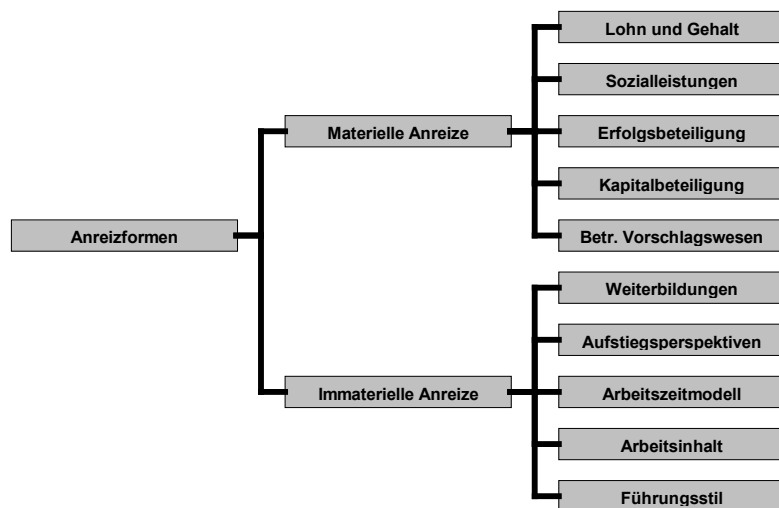 Anreizformen
Materielle Anreize
Lohn und Gehalt
Sozialleistungen
Erfolgsbeteiligung
Kapitalbeteiligung
Betr. Vorschlagswesen
Immaterielle Anreize
Weiterbildungen
Aufstiegsperspektiven
Arbeitszeitmodell
Arbeitsinhalt
Führungsstil